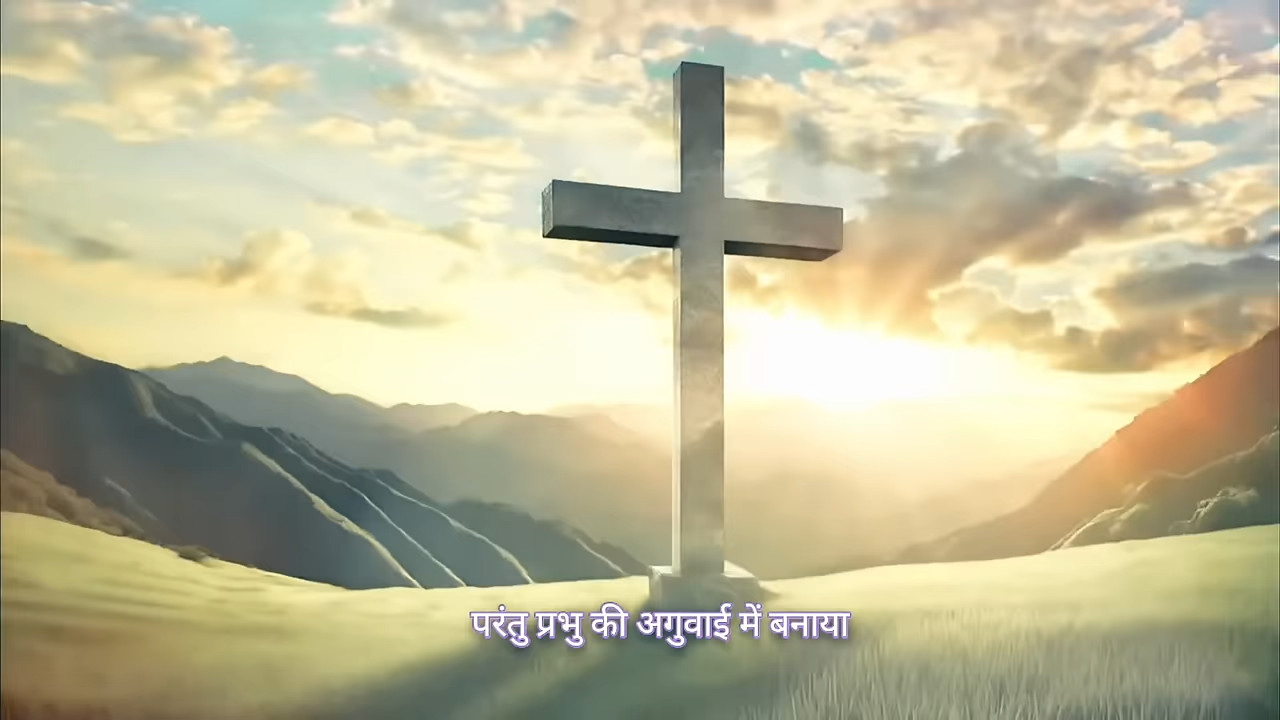 परंतु प्रभु की अगुवाई में बनाया